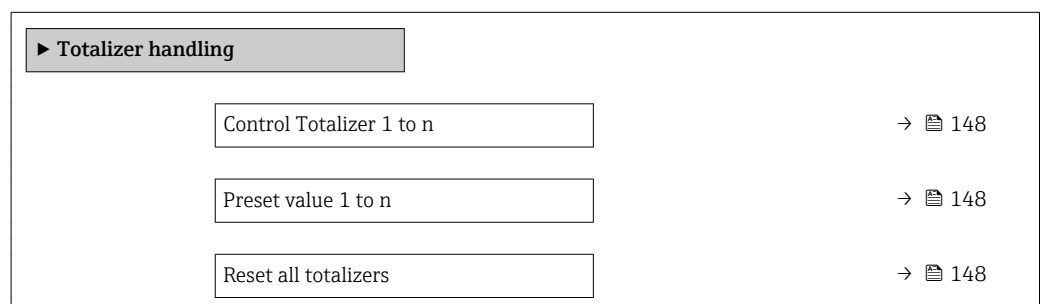 ▶ Totalizer handling
Control Totalizer 1 to n → 148
Preset value 1 to n → 148
Reset all totalizers → 148